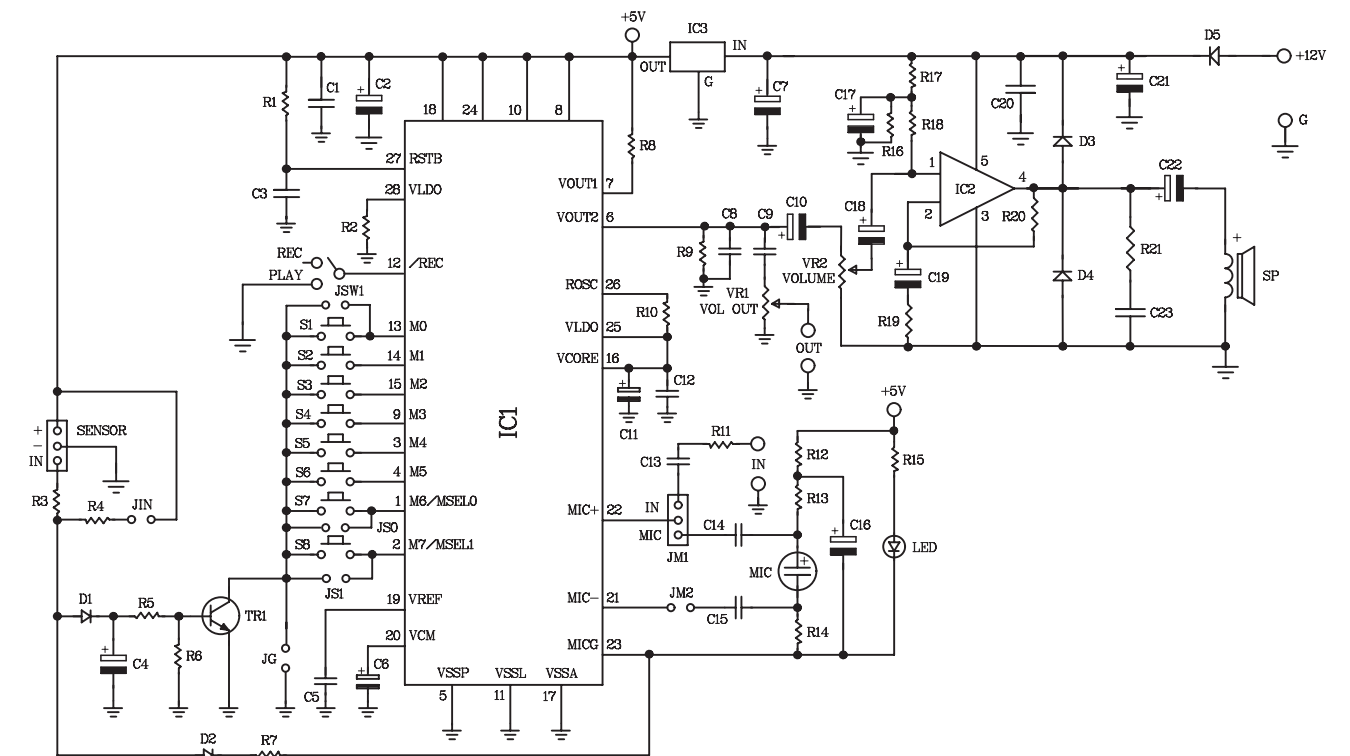 +5V
IC3
IN
OUT
G
D5
+12V
R1
C1
C2
+
18
24
10
8
R8
+
C7
C17
+
R17
R18
R16
C20
+
C21
D3
G
27
RSTB
28
VLDO
C3
R2
VOUT1
7
VOUT2
6
1
5
IC2
4
2
3
R20
C22
+
REC
PLAY
JSW1
12
/REC
R9
C8
C9
C10
+
C18
+
VR2
VOLUME
VR1
VOL OUT
OUT
+
C19
R19
R21
D4
C23
+
SP
ROSC
26
R10
VLDO
25
VCORE
16
+
C11
C12
S1
13
M0
S2
14
M1
S3
15
M2
S4
9
M3
S5
3
M4
S6
4
M5
S7
1
M6/MSEL0
JS0
S8
2
M7/MSEL1
JS1
IC1
+
SENSOR
−
IN
R3
R4
JIN
+5V
R11
C13
IN
R12
R15
R13
MIC+
22
IN
MIC
JM1
C14
+
C16
LED
MIC
+
19
VREF
MIC−
21
JM2
C15
20
VCM
MICG
23
R14
D1
R5
TR1
+
C4
R6
JG
C5
+
C6
VSSP
VSSL
VSSA
5
11
17
D2
R7